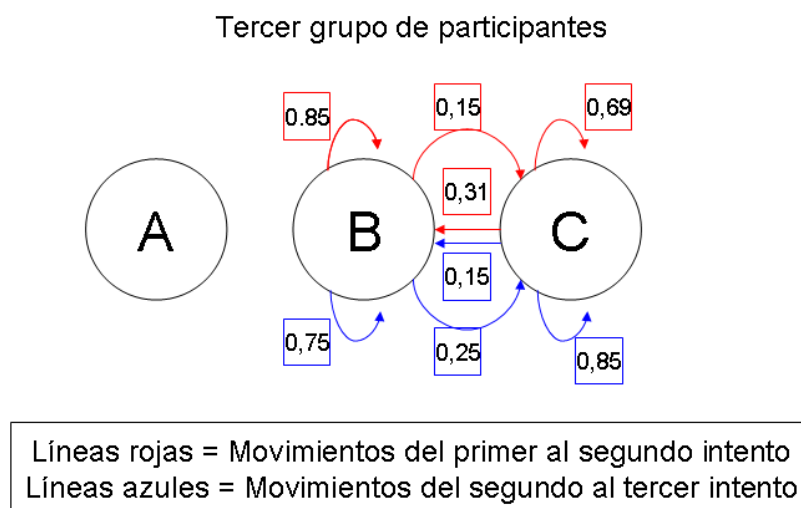 Tercer grupo de participantes
0.85
0,15
0,69
0,31
A
B
C
0,15
0,75
0,25
0,85
Líneas rojas = Movimientos del primer al segundo intento
Líneas azules = Movimientos del segundo al tercer intento